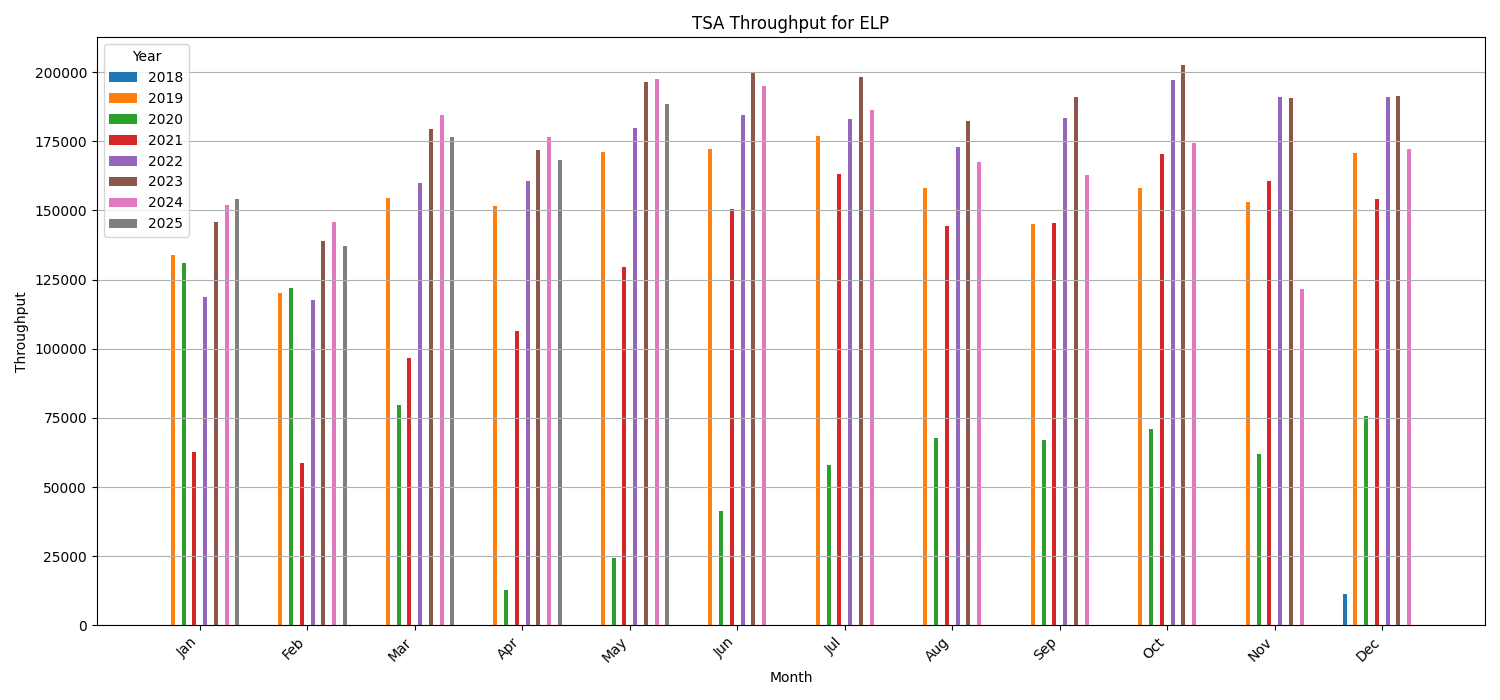 TSA Throughput for ELP
Year
2018
2019
2020
2021
2022
2023
2024
2025
Throughput
200000
175000
150000
125000
100000
75000
50000
25000
0
Jan
Feb
Mar
Apr
May
Jun
Jul
Aug
Sep
Oct
Nov
Dec
Month